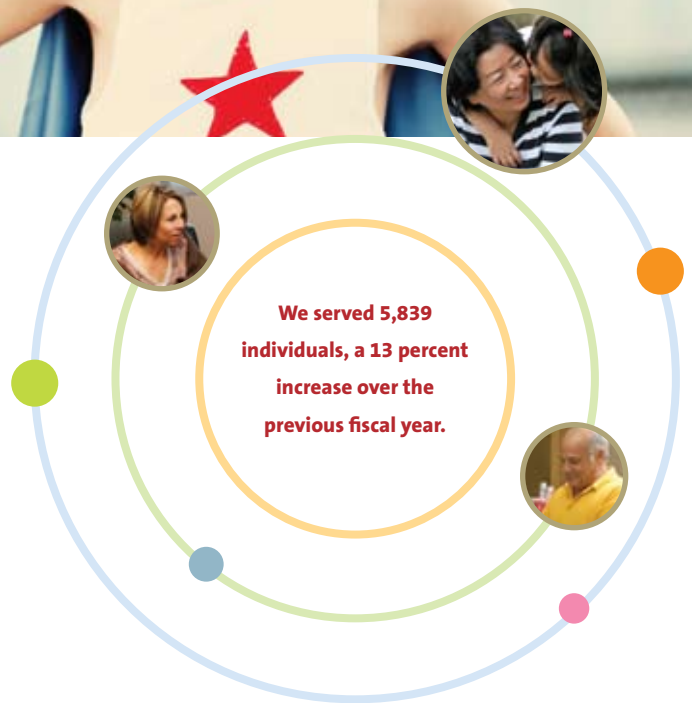 We served 5,839
individuals, a 13 percent
increase over the
previous fiscal year.